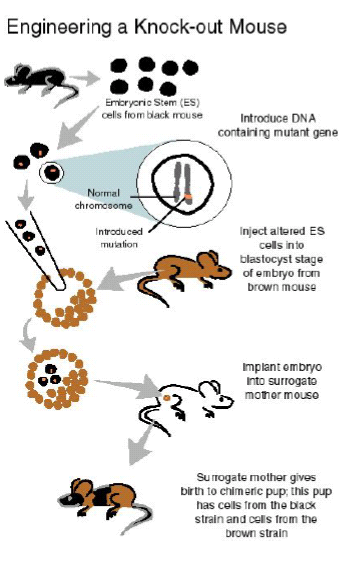 Engineering a Knock-out Mouse
Embryonic Stem (ES)
cells from black mouse
Introduce DNA
containing mutant gene
Normal
chromosome
Introduced
mutation
Inject altered ES
cells into
blastocyst stage
of embryo from
brown mouse
Implant embryo
into surrogate
mother mouse
Surrogate mother gives
birth to chimeric pup; this pup
has cells from the black
strain and cells from the
brown strain